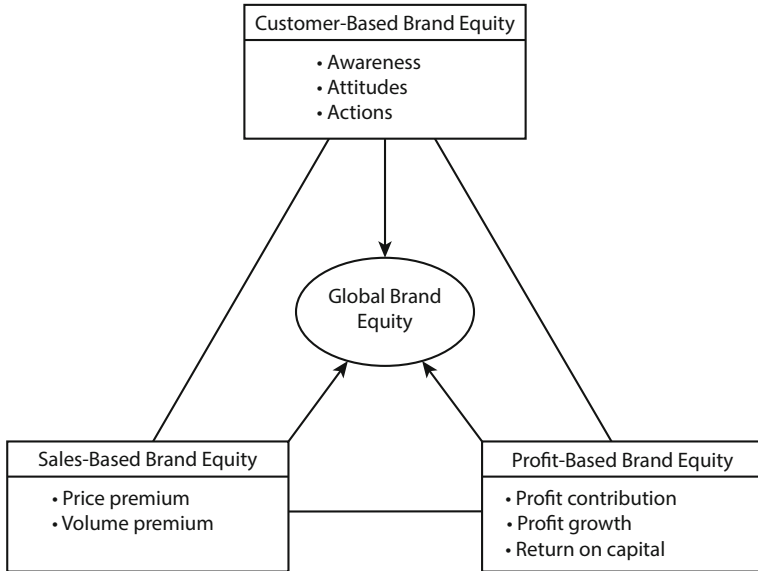 Customer-Based Brand Equity
• Awareness
• Attitudes
• Actions
Global Brand
Equity
Sales-Based Brand Equity
• Price premium
• Volume premium
Profit-Based Brand Equity
• Profit contribution
• Profit growth
• Return on capital